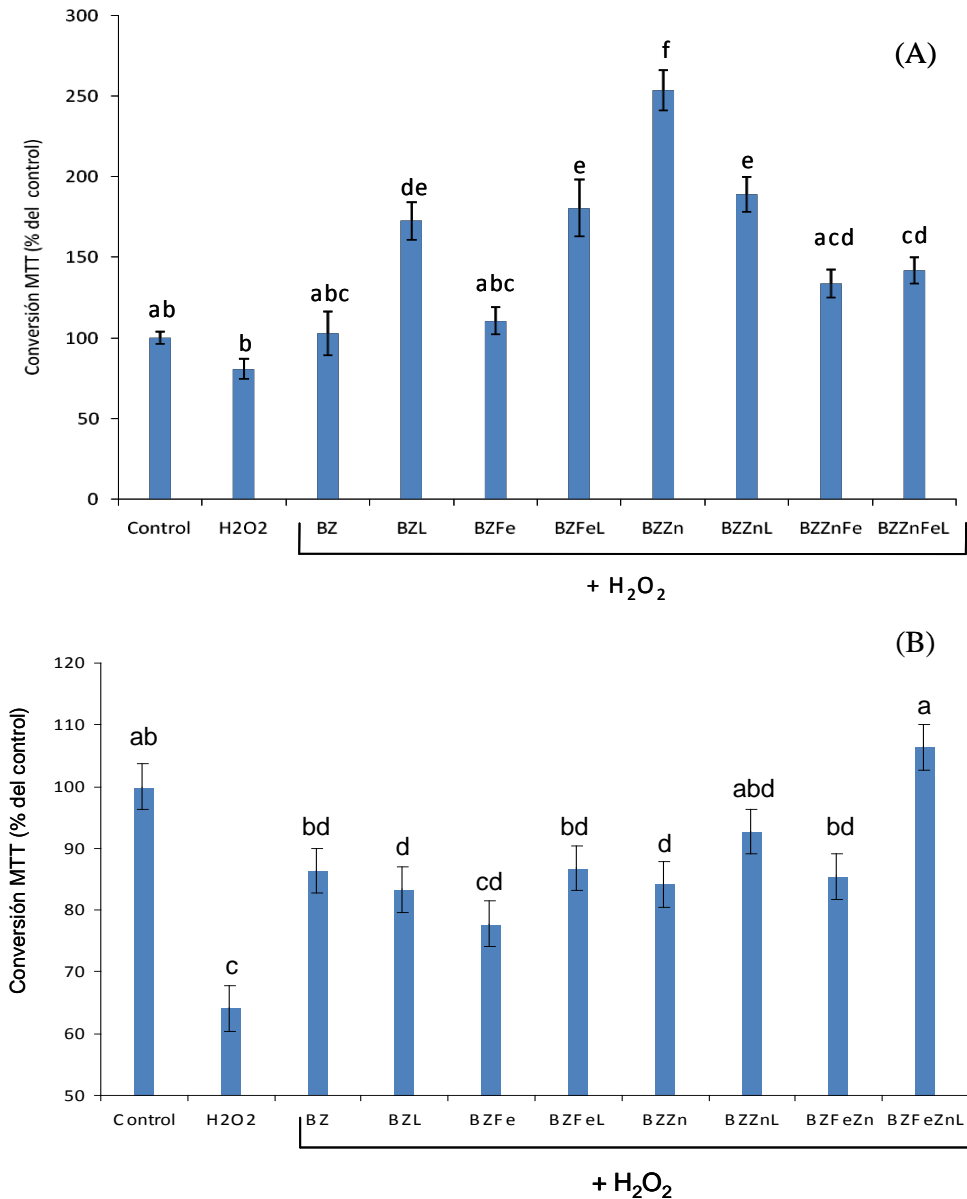 (A)
Conversión MTT (% del control)
300
250
200
150
100
50
0
ab
b
abc
de
abc
e
f
e
acd
cd
Control H2O2 BZ BZL BZFe BZFeL BZZn BZZnL BZZnFe BZZnFeL
+ H2O2
(B)
Conversión MTT (% del control)
120
110
100
90
80
70
60
50
ab
c
bd
d
cd
bd
d
abd
bd
a
Control H2O2 BZ BZL BZFe BZFeL BZZn BZZnL BZFeZn BZFeZnL
+ H2O2